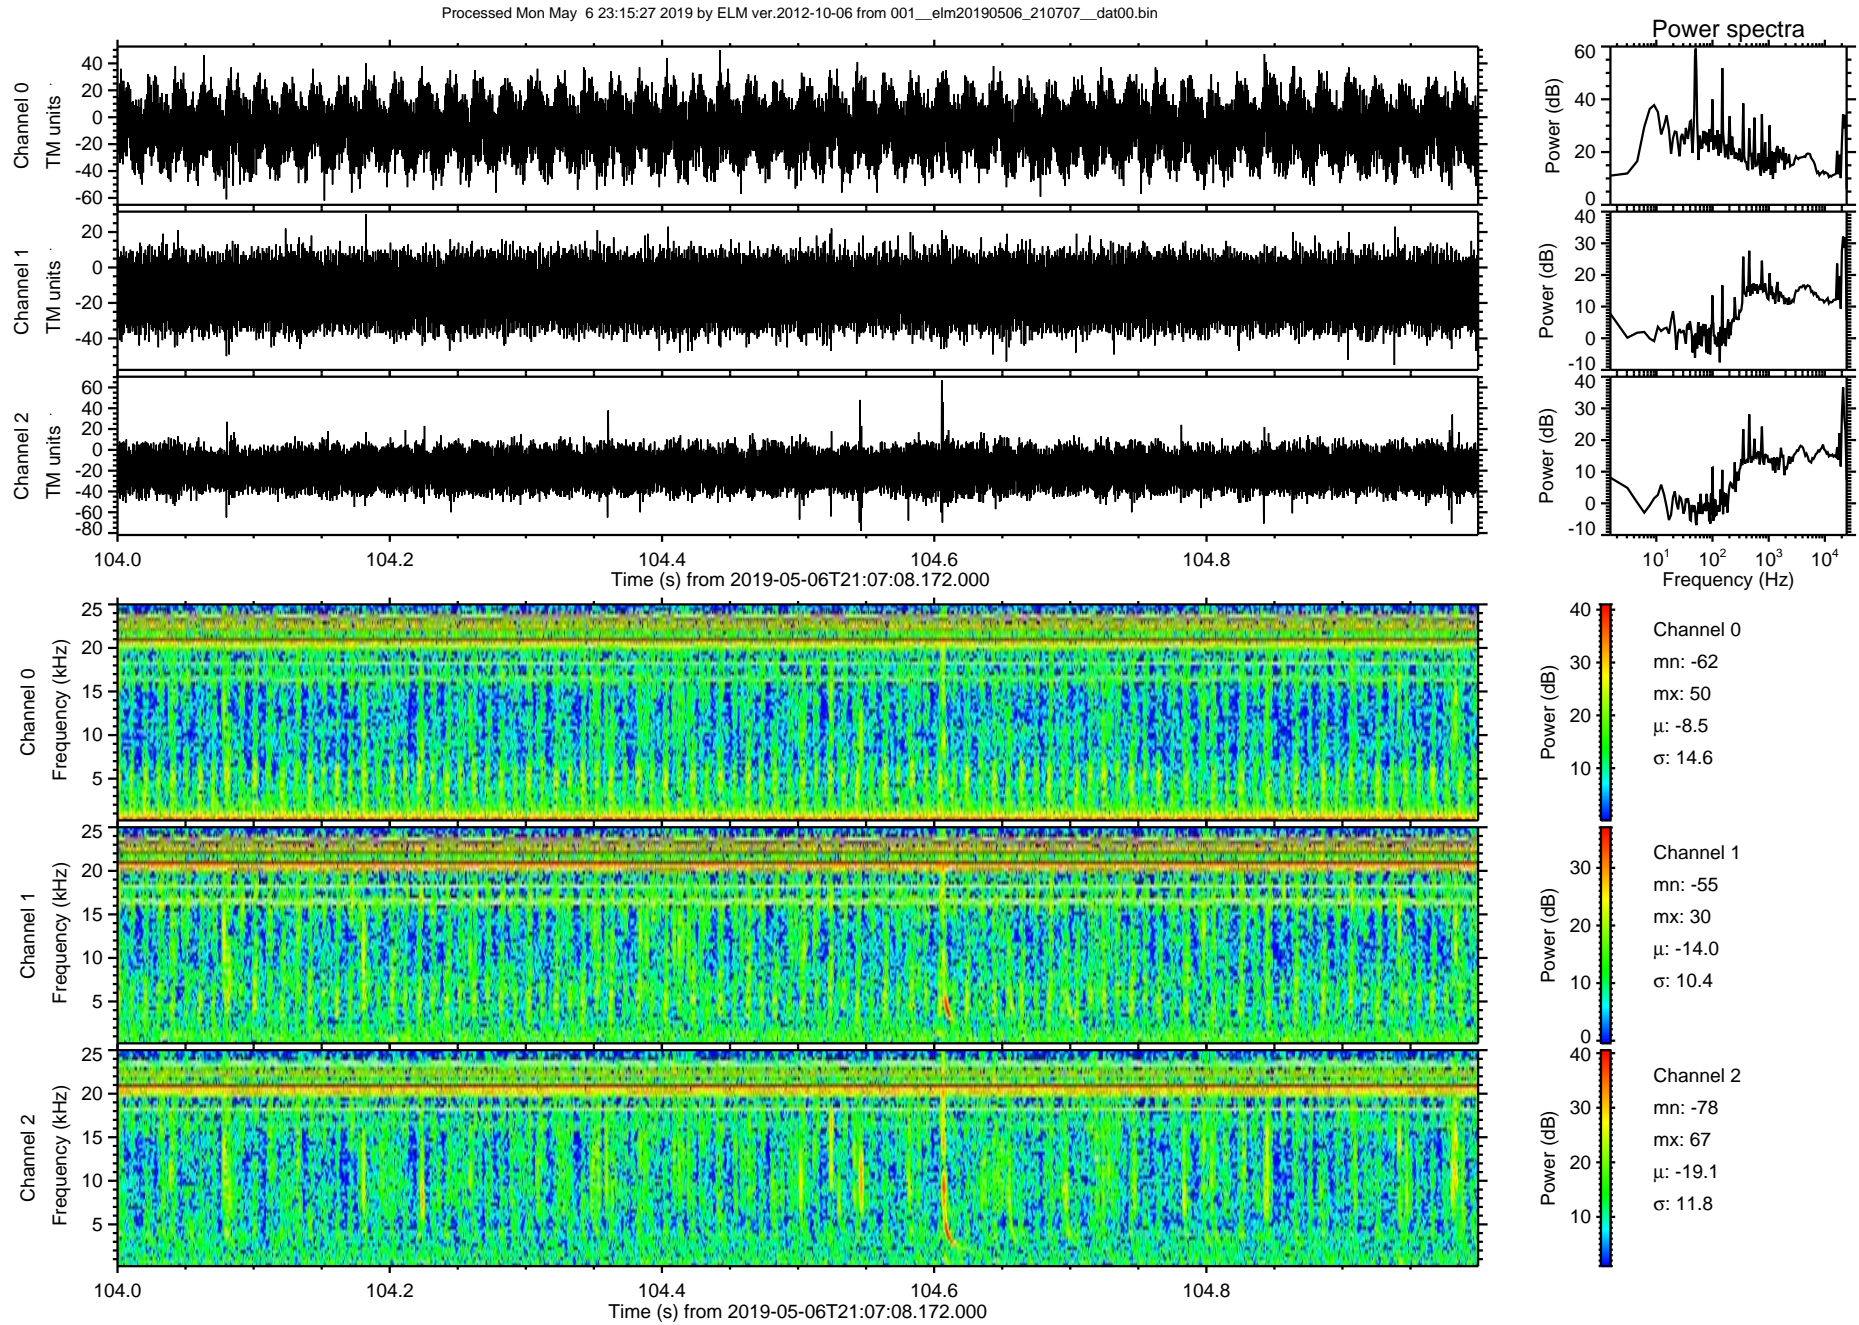 Processed Mon May  6 23:15:27 2019 by ELM ver.2012-10-06 from 001__elm20190506_210707__dat00.bin
Power spectra
Channel 0
TM units
40
20
0
-20
-40
-60
Power (dB)
60
40
20
0
Channel 1
TM units
20
0
-20
-40
Power (dB)
40
30
20
10
0
-10
Channel 2
TM units
60
40
20
0
-20
-40
-60
-80
Power (dB)
40
30
20
10
0
-10
104.0 104.2 104.4 104.6 104.8
Time (s) from 2019-05-06T21:07:08.172.000
10^1 10^2 10^3 10^4
Frequency (Hz)
Channel 0
Frequency (kHz)
25
20
15
10
5
Power (dB)
40
30
20
10
Channel 0
mn: -62
mx: 50
µ: -8.5
σ: 14.6
Channel 1
Frequency (kHz)
25
20
15
10
5
Power (dB)
30
20
10
0
Channel 1
mn: -55
mx: 30
µ: -14.0
σ: 10.4
Channel 2
Frequency (kHz)
25
20
15
10
5
Power (dB)
40
30
20
10
Channel 2
mn: -78
mx: 67
µ: -19.1
σ: 11.8
104.0 104.2 104.4 104.6 104.8
Time (s) from 2019-05-06T21:07:08.172.000